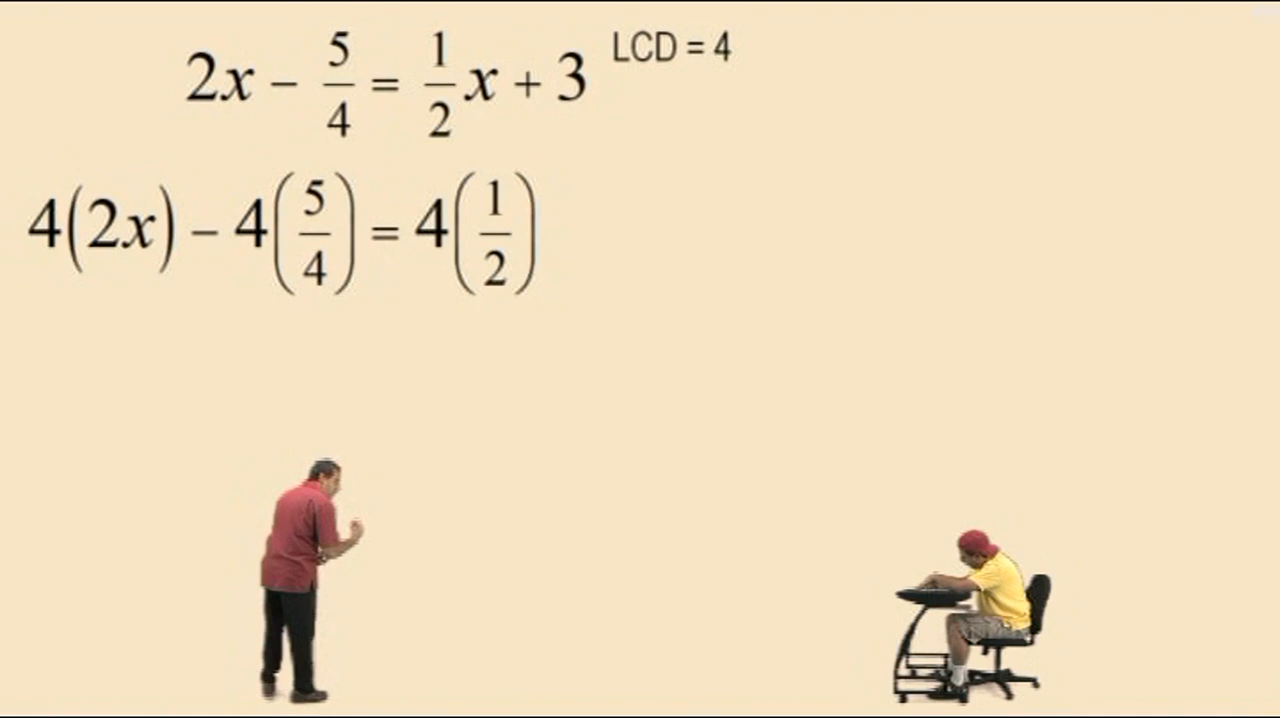 2x − 5/4 = 1/2 x + 3 LCD = 4
4(2x) − 4(5/4) = 4(1/2)